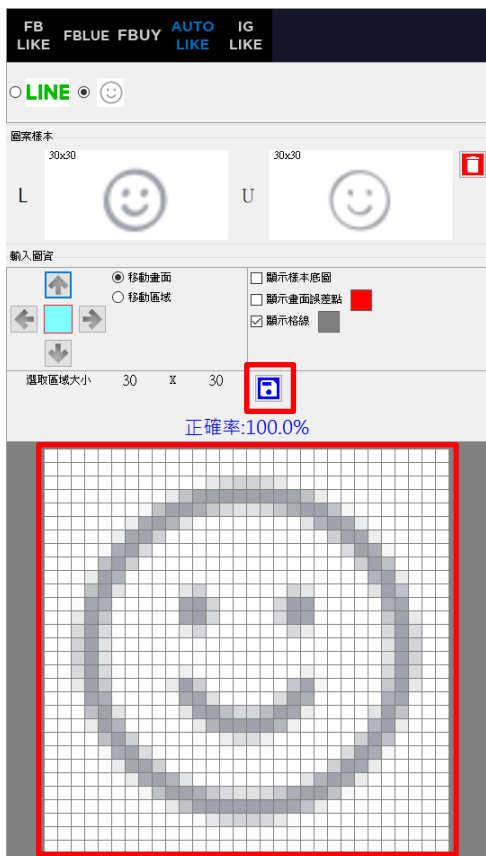 FB LIKE FBLUE FBUY AUTO LIKE IG LIKE
LINE
圖案樣本
L 30x30 U 30x30
輸入圖資
移動畫面 顯示樣本底圖
移動區域 顯示畫面誤差點
顯示格線
選取區域大小 30 X 30
正確率:100.0%